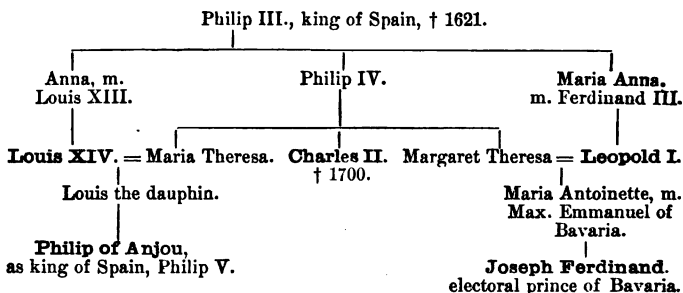 Philip III., king of Spain, † 1621.
Anna, m. Philip IV. Maria Anna.
Louis XIII. m. Ferdinand III.
Louis XIV. = Maria Theresa. Charles II. Margaret Theresa = Leopold I.
† 1700.
Louis the dauphin. Maria Antoinette, m.
Max. Emmanuel of
Bavaria.
Philip of Anjou,
as king of Spain, Philip V. Joseph Ferdinand.
electoral prince of Bavaria.